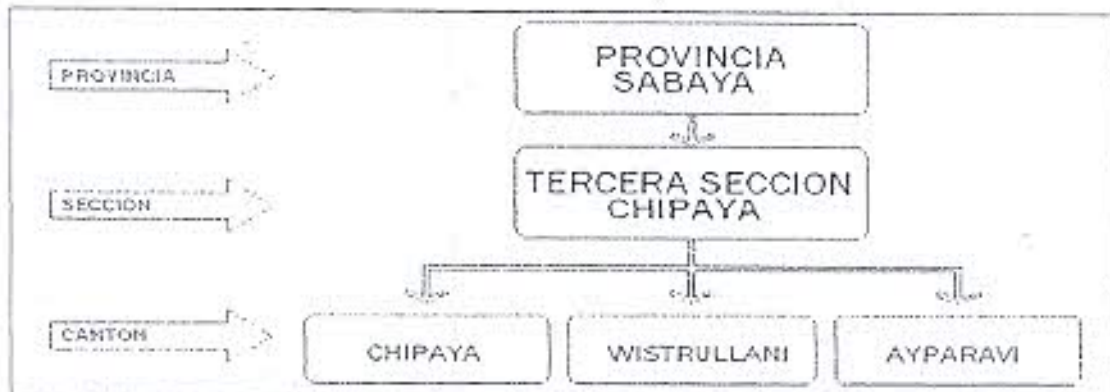 PROVINCIA
PROVINCIA
SABAYA
SECCION
TERCERA SECCION
CHIPAYA
CANTON
CHIPAYA
WISTRULLANI
AYPARAVI